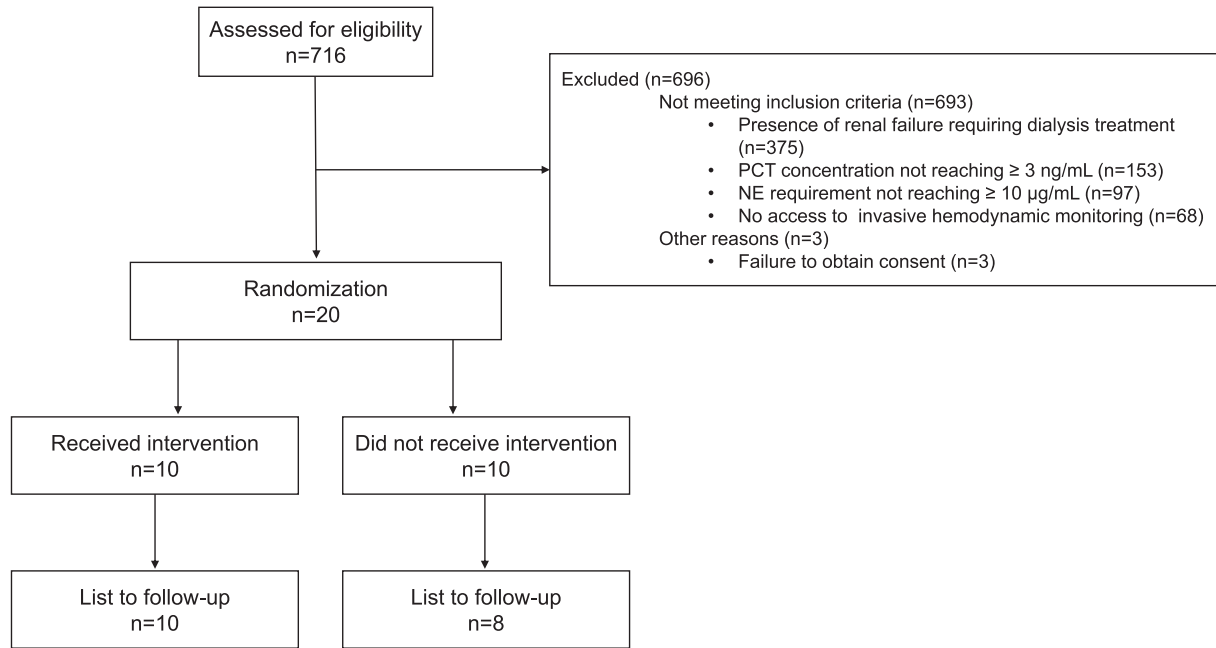 Assessed for eligibility
n=716
Excluded (n=696)
Not meeting inclusion criteria (n=693)
• Presence of renal failure requiring dialysis treatment
(n=375)
• PCT concentration not reaching ≥ 3 ng/mL (n=153)
• NE requirement not reaching ≥ 10 µg/mL (n=97)
• No access to invasive hemodynamic monitoring (n=68)
Other reasons (n=3)
• Failure to obtain consent (n=3)
Randomization
n=20
Received intervention
n=10
Did not receive intervention
n=10
List to follow-up
n=10
List to follow-up
n=8